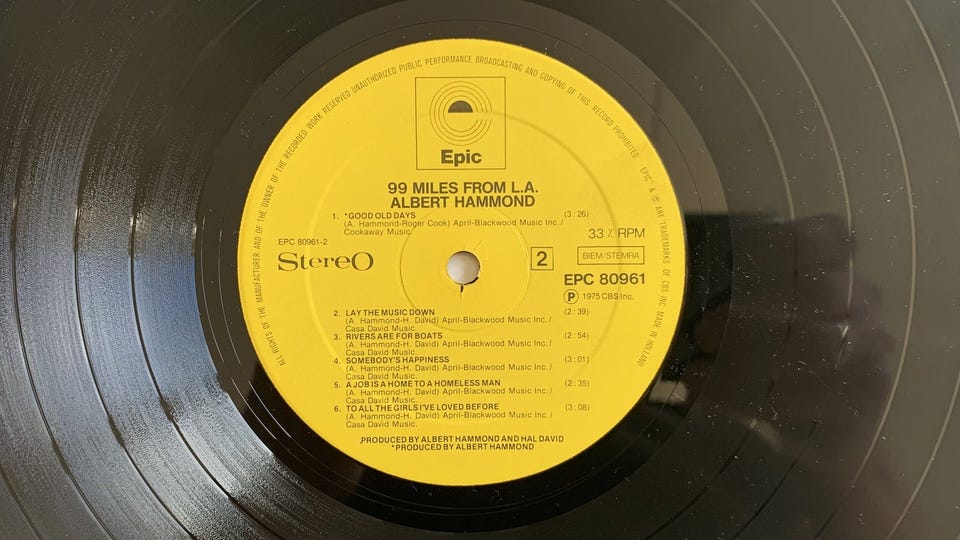 ALL RIGHTS OF THE MANUFACTURER AND OF THE OWNER OF THE RECORDED WORK RESERVED UNAUTHORIZED PUBLIC PERFORMANCE BROADCASTING AND COPYING OF THIS RECORD PROHIBITED. EPIC' & ℗ ARE TRADEMARKS OF CBS INC. MADE IN HOLLAND
Epic
99 MILES FROM L.A.
ALBERT HAMMOND
1. *GOOD OLD DAYS (3:26)
(A. Hammond-Roger Cook) April-Blackwood Music Inc./
Cookaway Music.
EPC 80961-2
33⅓ RPM
Stereo
2
BIEM/STEMRA
EPC 80961
℗ 1975 CBS Inc.
2. LAY THE MUSIC DOWN (2:39)
(A. Hammond-H. David) April-Blackwood Music Inc./
Casa David Music.
3. RIVERS ARE FOR BOATS (2:54)
(A. Hammond-H. David) April-Blackwood Music Inc./
Casa David Music.
4. SOMEBODY'S HAPPINESS (3:01)
(A. Hammond-H. David) April-Blackwood Music Inc./
Casa David Music.
5. A JOB IS A HOME TO A HOMELESS MAN (2:35)
(A. Hammond-H. David) April-Blackwood Music Inc./
Casa David Music.
6. TO ALL THE GIRLS I'VE LOVED BEFORE (3:08)
(A. Hammond-H. David) April-Blackwood Music Inc./
Casa David Music.
PRODUCED BY ALBERT HAMMOND AND HAL DAVID
*PRODUCED BY ALBERT HAMMOND